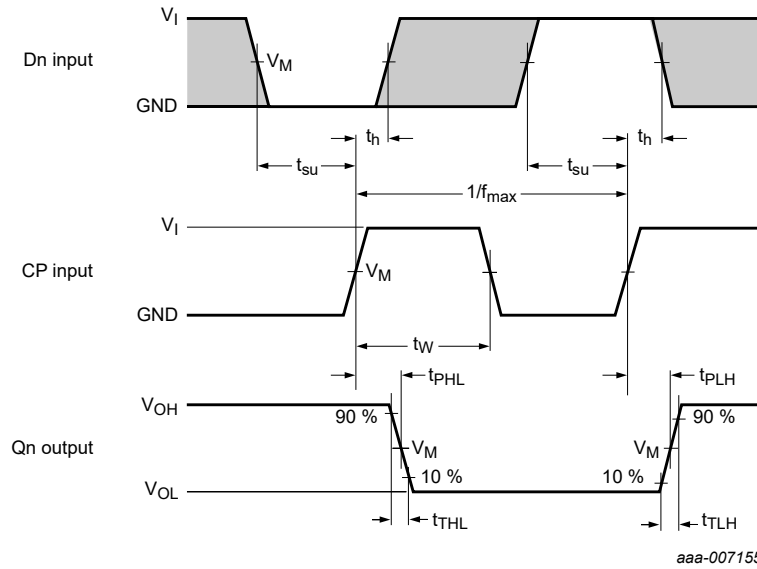 V_I
Dn input
V_M
GND
t_h
t_h
t_su
t_su
1/f_max
V_I
CP input
V_M
GND
t_W
t_PHL
t_PLH
V_OH
90 %
90 %
Qn output
V_M
V_M
10 %
10 %
V_OL
t_THL
t_TLH
aaa-007155